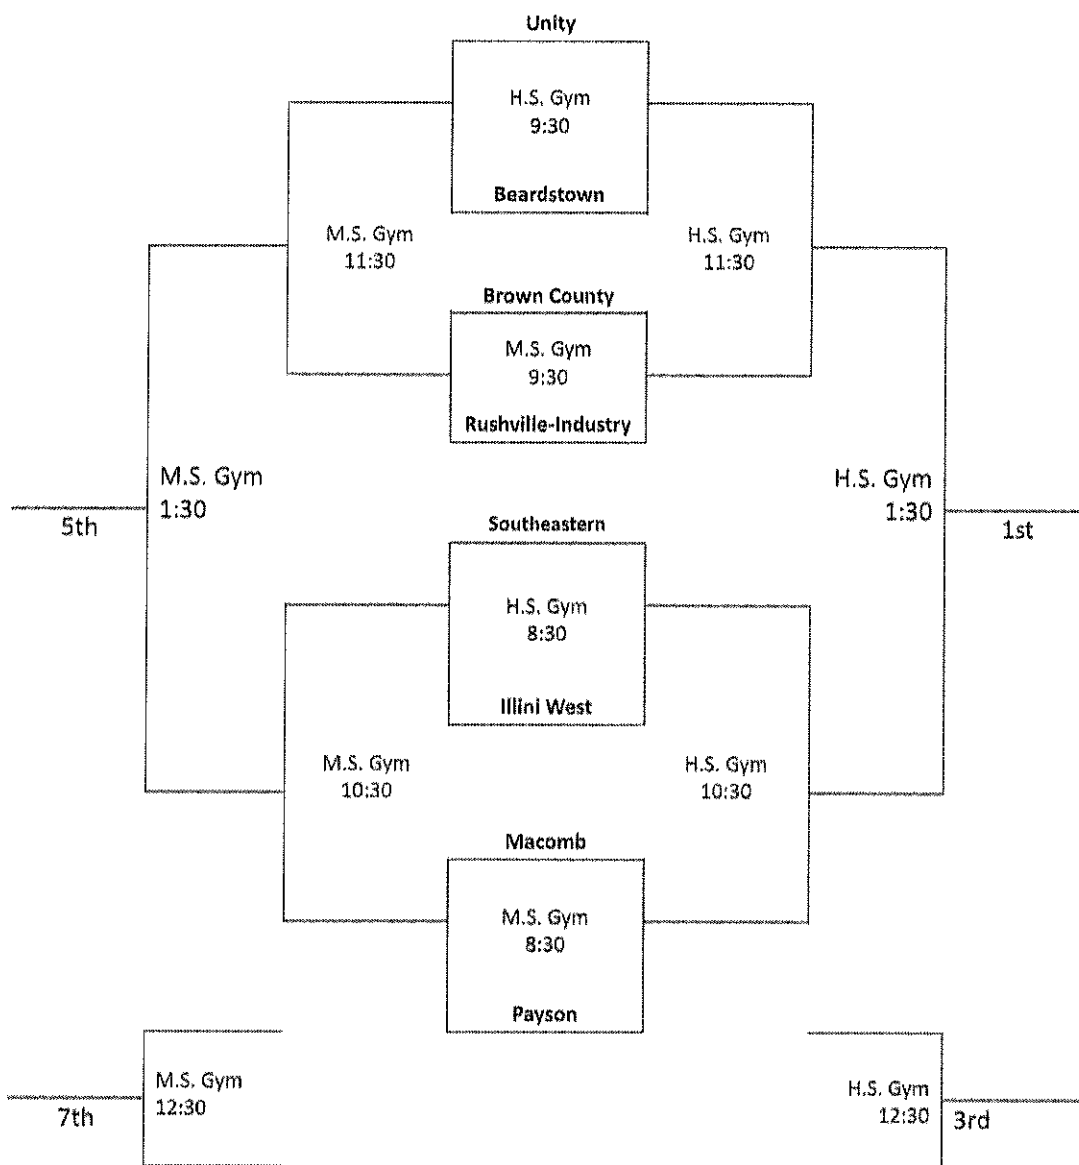 Unity
H.S. Gym
9:30
Beardstown
M.S. Gym
11:30
H.S. Gym
11:30
Brown County
M.S. Gym
9:30
Rushville-Industry
M.S. Gym
1:30
5th
H.S. Gym
1:30
1st
Southeastern
H.S. Gym
8:30
Illini West
M.S. Gym
10:30
H.S. Gym
10:30
Macomb
M.S. Gym
8:30
Payson
M.S. Gym
12:30
7th
H.S. Gym
12:30
3rd